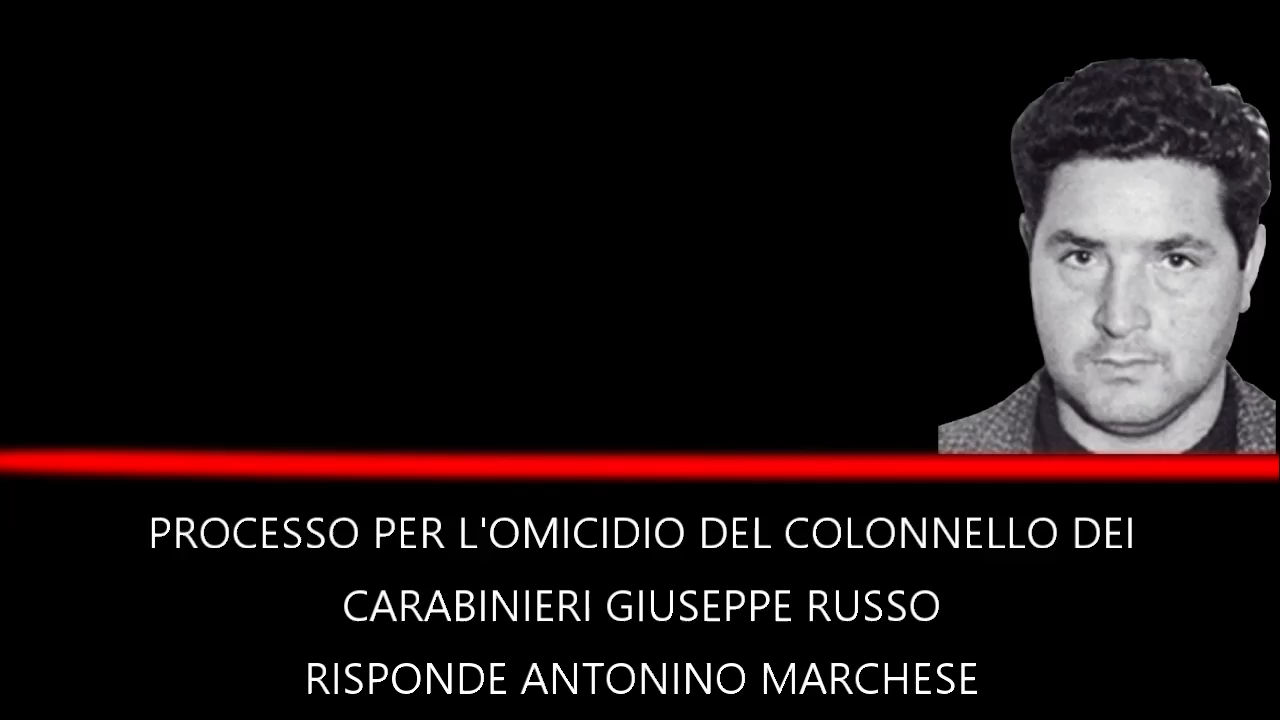 PROCESSO PER L'OMICIDIO DEL COLONNELLO DEI
CARABINIERI GIUSEPPE RUSSO
RISPONDE ANTONINO MARCHESE